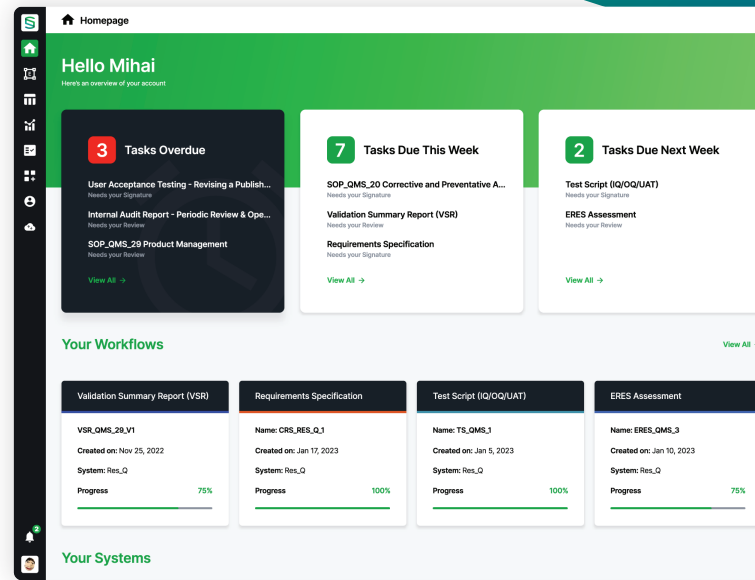 Homepage
Hello Mihai
Here's an overview of your account
3 Tasks Overdue
User Acceptance Testing - Revising a Publish...
Needs your Signature
Internal Audit Report - Periodic Review & Ope...
Needs your Review
SOP_QMS_29 Product Management
Needs your Review
View All →
7 Tasks Due This Week
SOP_QMS_20 Corrective and Preventative A...
Needs your Signature
Validation Summary Report (VSR)
Needs your Review
Requirements Specification
Needs your Signature
View All →
2 Tasks Due Next Week
Test Script (IQ/OQ/UAT)
Needs your Signature
ERES Assessment
Needs your Review
View All →
Your Workflows
View All
Validation Summary Report (VSR)
VSR_QMS_29_V1
Created on: Nov 25, 2022
System: Res_Q
Progress 75%
Requirements Specification
Name: CRS_RES_Q_1
Created on: Jan 17, 2023
System: Res_Q
Progress 100%
Test Script (IQ/OQ/UAT)
Name: TS_QMS_1
Created on: Jan 5, 2023
System: Res_Q
Progress 100%
ERES Assessment
Name: ERES_QMS_3
Created on: Jan 10, 2023
System: Res_Q
Progress 75%
2
Your Systems